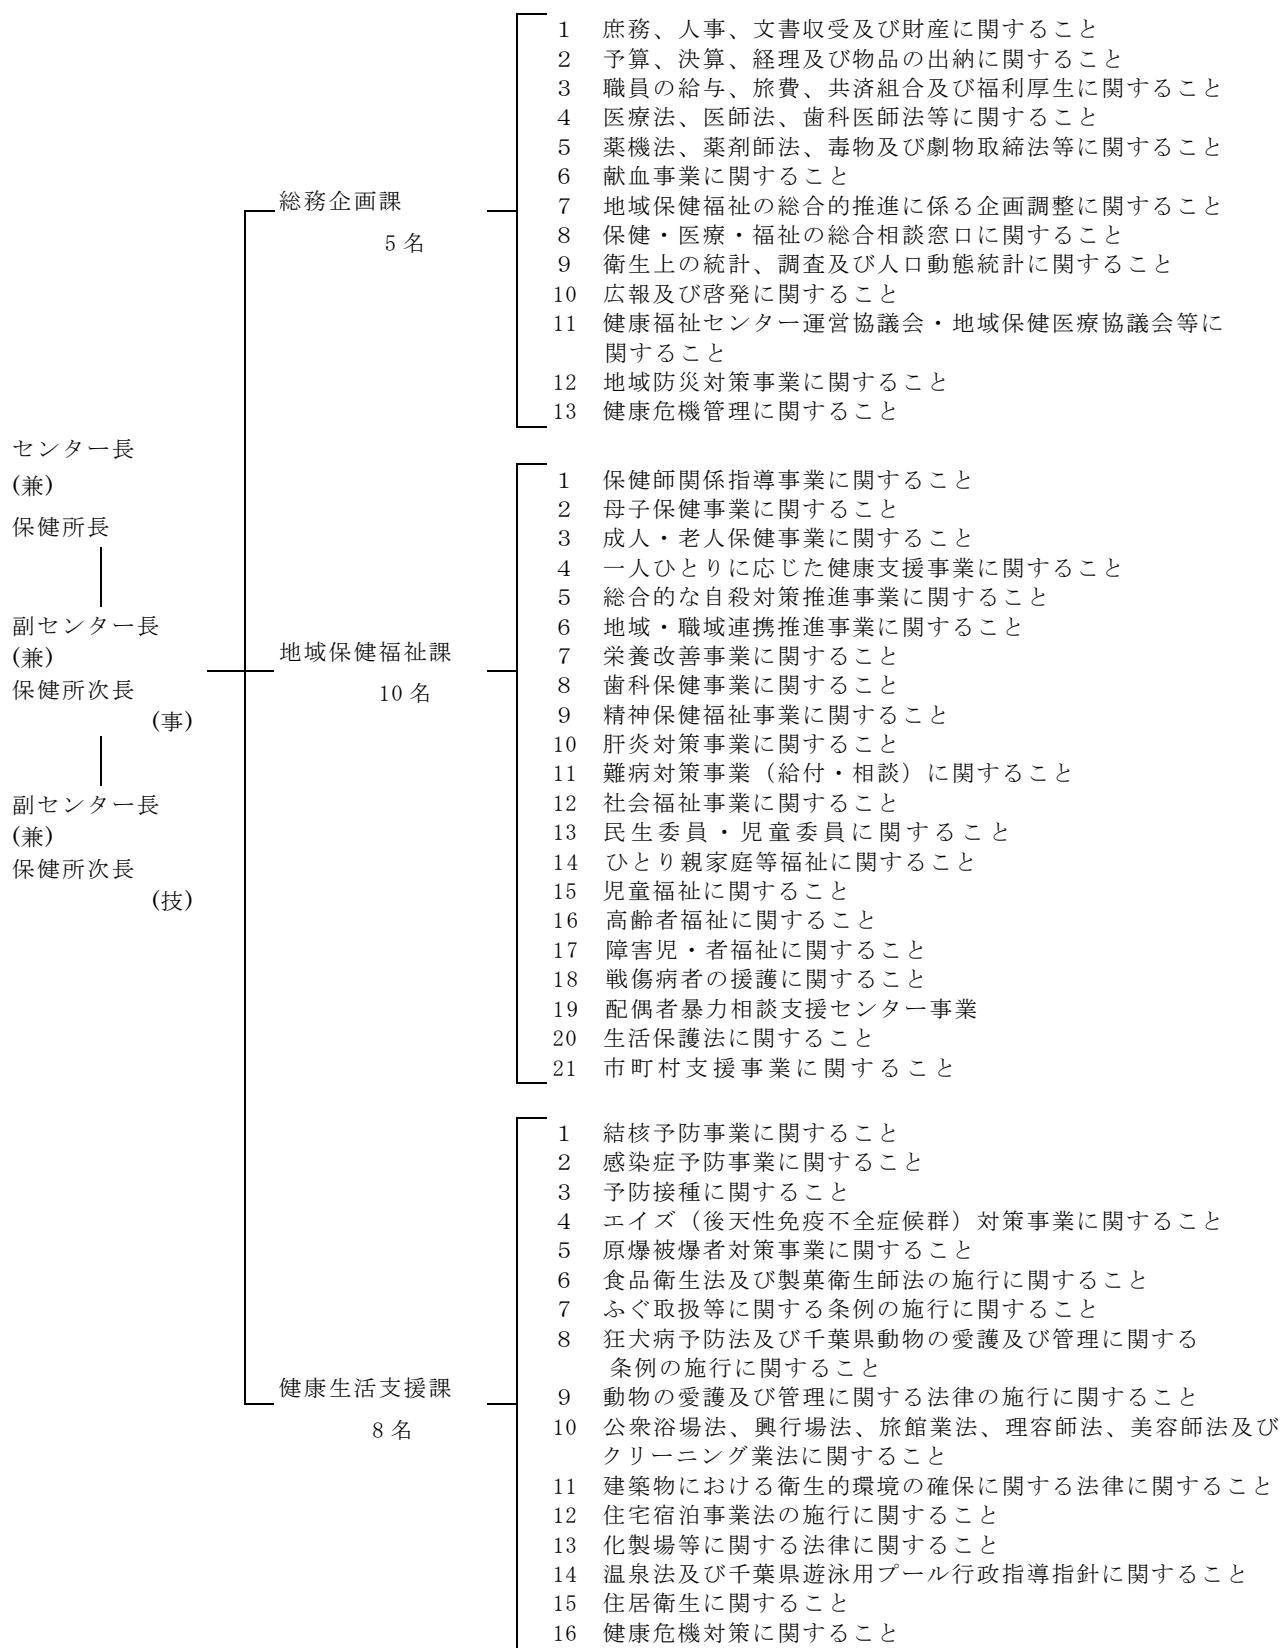 センター長
(兼)
保健所長
副センター長
(兼)
保健所次長
(事)
副センター長
(兼)
保健所次長
(技)
総務企画課
5名
1 庶務、人事、文書収受及び財産に関すること
2 予算、決算、経理及び物品の出納に関すること
3 職員の給与、旅費、共済組合及び福利厚生に関すること
4 医療法、医師法、歯科医師法等に関すること
5 薬機法、薬剤師法、毒物及び劇物取締法等に関すること
6 献血事業に関すること
7 地域保健福祉の総合的推進に係る企画調整に関すること
8 保健・医療・福祉の総合相談窓口に関すること
9 衛生上の統計、調査及び人口動態統計に関すること
10 広報及び啓発に関すること
11 健康福祉センター運営協議会・地域保健医療協議会等に
関すること
12 地域防災対策事業に関すること
13 健康危機管理に関すること
地域保健福祉課
10名
1 保健師関係指導事業に関すること
2 母子保健事業に関すること
3 成人・老人保健事業に関すること
4 一人ひとりに応じた健康支援事業に関すること
5 総合的な自殺対策推進事業に関すること
6 地域・職域連携推進事業に関すること
7 栄養改善事業に関すること
8 歯科保健事業に関すること
9 精神保健福祉事業に関すること
10 肝炎対策事業に関すること
11 難病対策事業（給付・相談）に関すること
12 社会福祉事業に関すること
13 民生委員・児童委員に関すること
14 ひとり親家庭等福祉に関すること
15 児童福祉に関すること
16 高齢者福祉に関すること
17 障害児・者福祉に関すること
18 戦傷病者の援護に関すること
19 配偶者暴力相談支援センター事業
20 生活保護法に関すること
21 市町村支援事業に関すること
健康生活支援課
8名
1 結核予防事業に関すること
2 感染症予防事業に関すること
3 予防接種に関すること
4 エイズ（後天性免疫不全症候群）対策事業に関すること
5 原爆被爆者対策事業に関すること
6 食品衛生法及び製菓衛生師法の施行に関すること
7 ふぐ取扱等に関する条例の施行に関すること
8 狂犬病予防法及び千葉県動物の愛護及び管理に関する
条例の施行に関すること
9 動物の愛護及び管理に関する法律の施行に関すること
10 公衆浴場法、興行場法、旅館業法、理容師法、美容師法及び
クリーニング業法に関すること
11 建築物における衛生的環境の確保に関する法律に関すること
12 住宅宿泊事業法の施行に関すること
13 化製場等に関する法律に関すること
14 温泉法及び千葉県遊泳用プール行政指導指針に関すること
15 住居衛生に関すること
16 健康危機対策に関すること